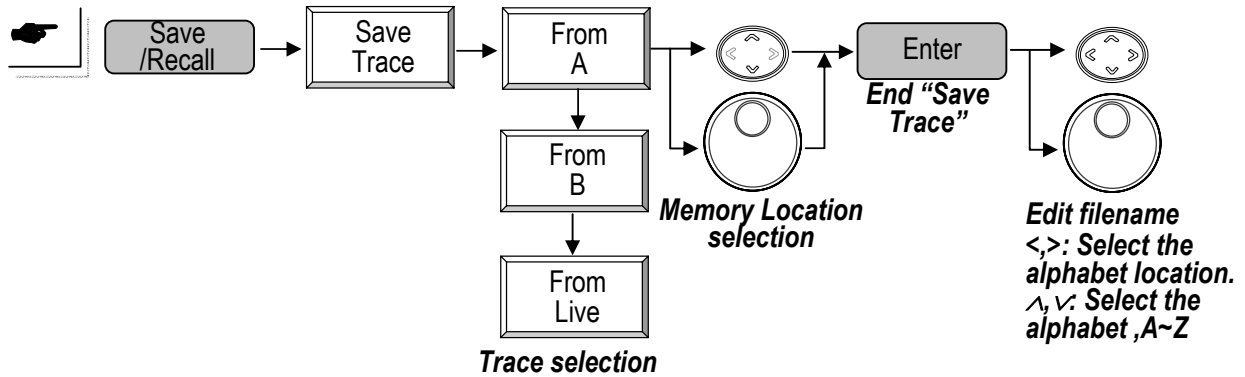 Save
/Recall
Save
Trace
From
A
From
B
From
Live
Trace selection
Memory Location
selection
Enter
End “Save
Trace”
Edit filename
<,>: Select the
alphabet location.
∧,∨: Select the
alphabet ,A~Z